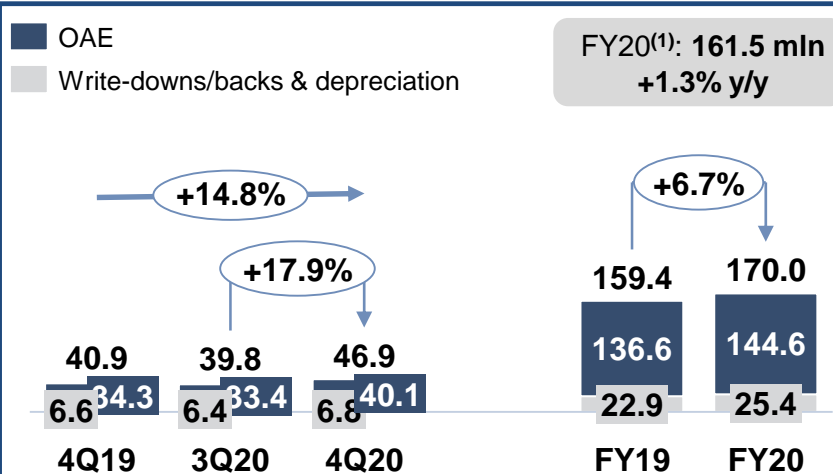 OAE
Write-downs/backs & depreciation
FY20(1): 161.5 mln
+1.3% y/y
+14.8%
+6.7%
+17.9%
159.4
170.0
40.9
39.8
46.9
136.6
144.6
34.3
33.4
40.1
6.6
6.4
6.8
22.9
25.4
4Q19
3Q20
4Q20
FY19
FY20